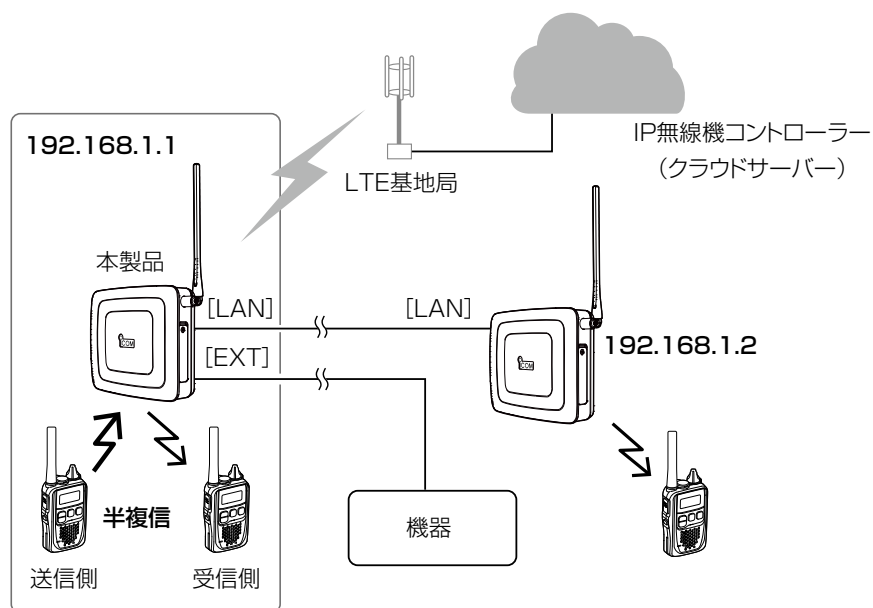 192.168.1.1
IP無線機コントローラー
（クラウドサーバー）
LTE基地局
本製品
[LAN]
[LAN]
192.168.1.2
[EXT]
ICOM
ICOM
半複信
機器
送信側
受信側